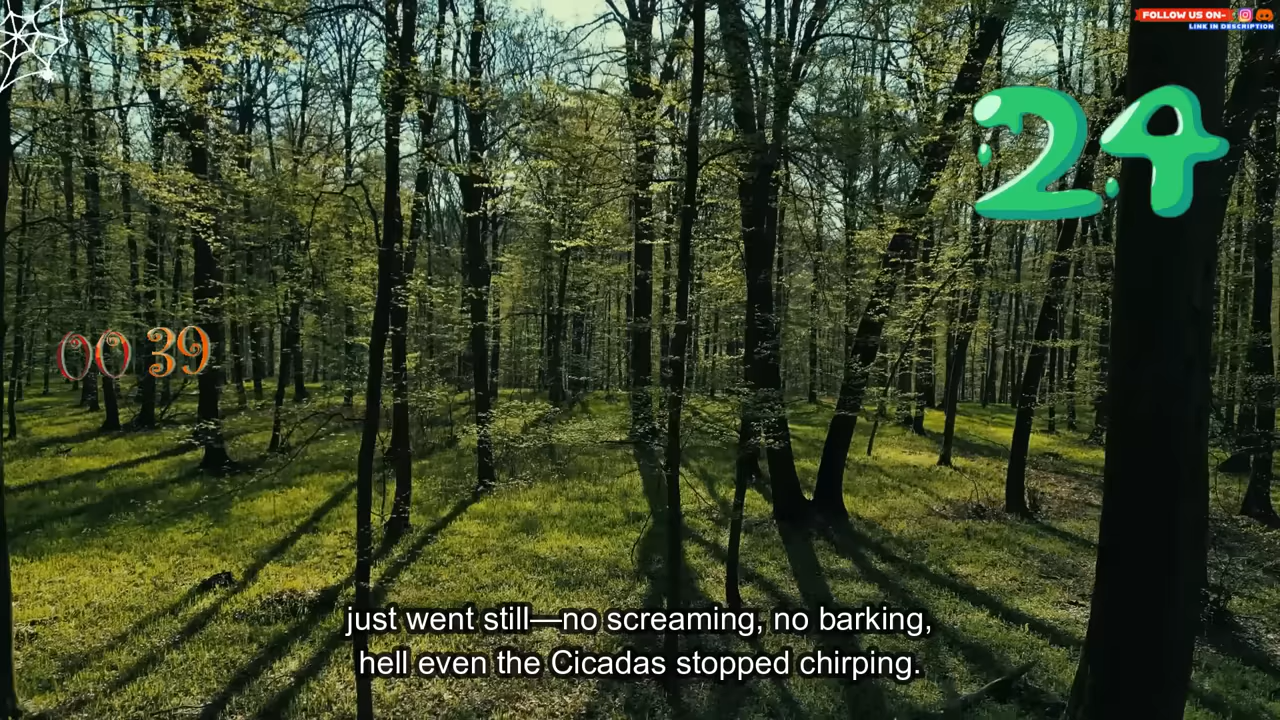 FOLLOW US ON-
LINK IN DESCRIPTION
24
00 39
just went still—no screaming, no barking,
hell even the Cicadas stopped chirping.